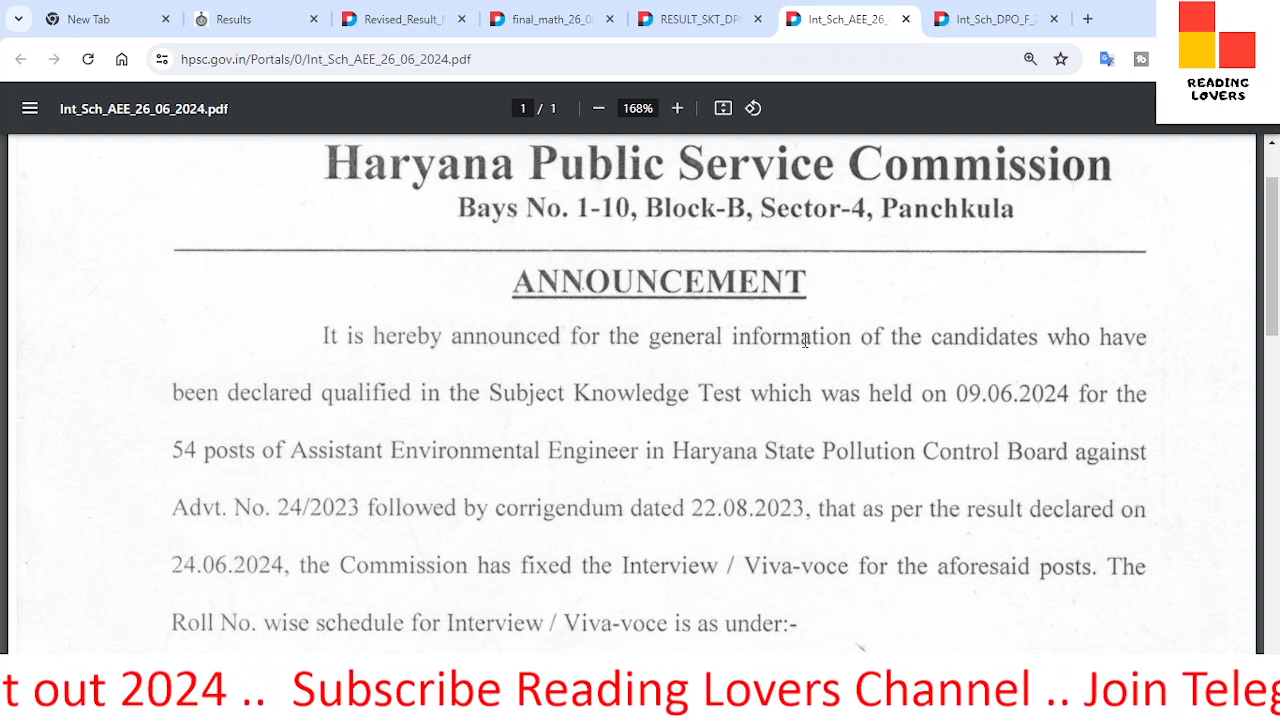 New Tab
Results
Revised_Result_
final_math_26_0
RESULT_SKT_DP
Int_Sch_AEE_26_
Int_Sch_DPO_F_2
hpsc.gov.in/Portals/0/Int_Sch_AEE_26_06_2024.pdf
READING
LOVERS
Int_Sch_AEE_26_06_2024.pdf
1 / 1
168%
Haryana Public Service Commission
Bays No. 1-10, Block-B, Sector-4, Panchkula
ANNOUNCEMENT
It is hereby announced for the general information of the candidates who have
been declared qualified in the Subject Knowledge Test which was held on 09.06.2024 for the
54 posts of Assistant Environmental Engineer in Haryana State Pollution Control Board against
Advt. No. 24/2023 followed by corrigendum dated 22.08.2023, that as per the result declared on
24.06.2024, the Commission has fixed the Interview / Viva-voce for the aforesaid posts. The
Roll No. wise schedule for Interview / Viva-voce is as under:-
t out 2024 .. Subscribe Reading Lovers Channel .. Join Teleg